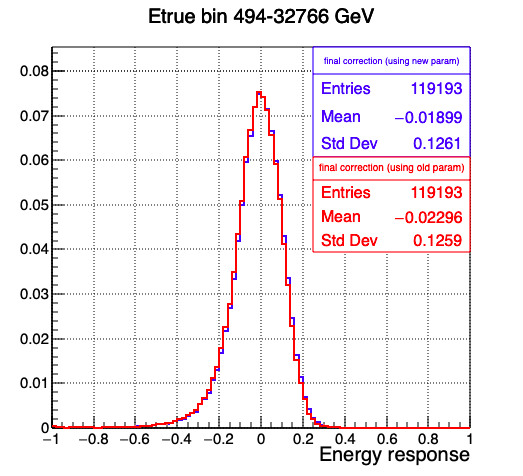 Etrue bin 494-32766 GeV
final correction (using new param)
Entries 119193
Mean −0.01899
Std Dev 0.1261
final correction (using old param)
Entries 119193
Mean −0.02296
Std Dev 0.1259
0.08
0.07
0.06
0.05
0.04
0.03
0.02
0.01
0
−1 −0.8 −0.6 −0.4 −0.2 0 0.2 0.4 0.6 0.8 1
Energy response